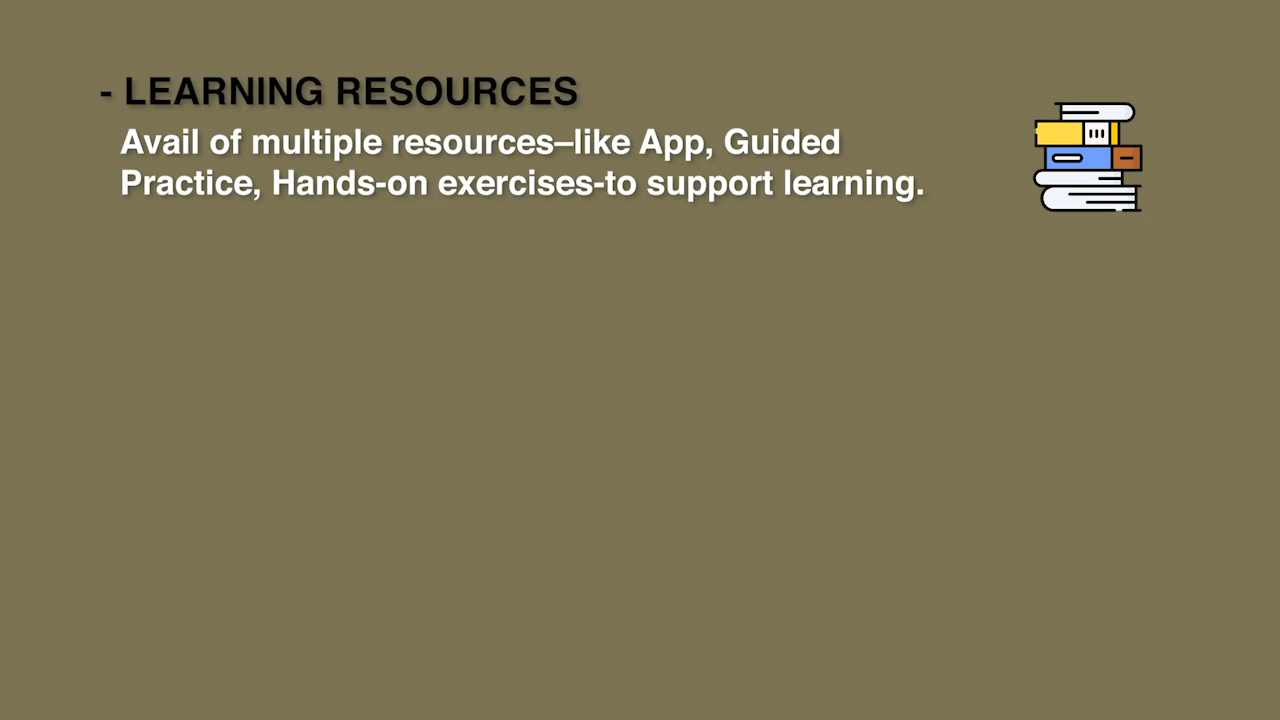 - LEARNING RESOURCES
Avail of multiple resources–like App, Guided
Practice, Hands-on exercises-to support learning.